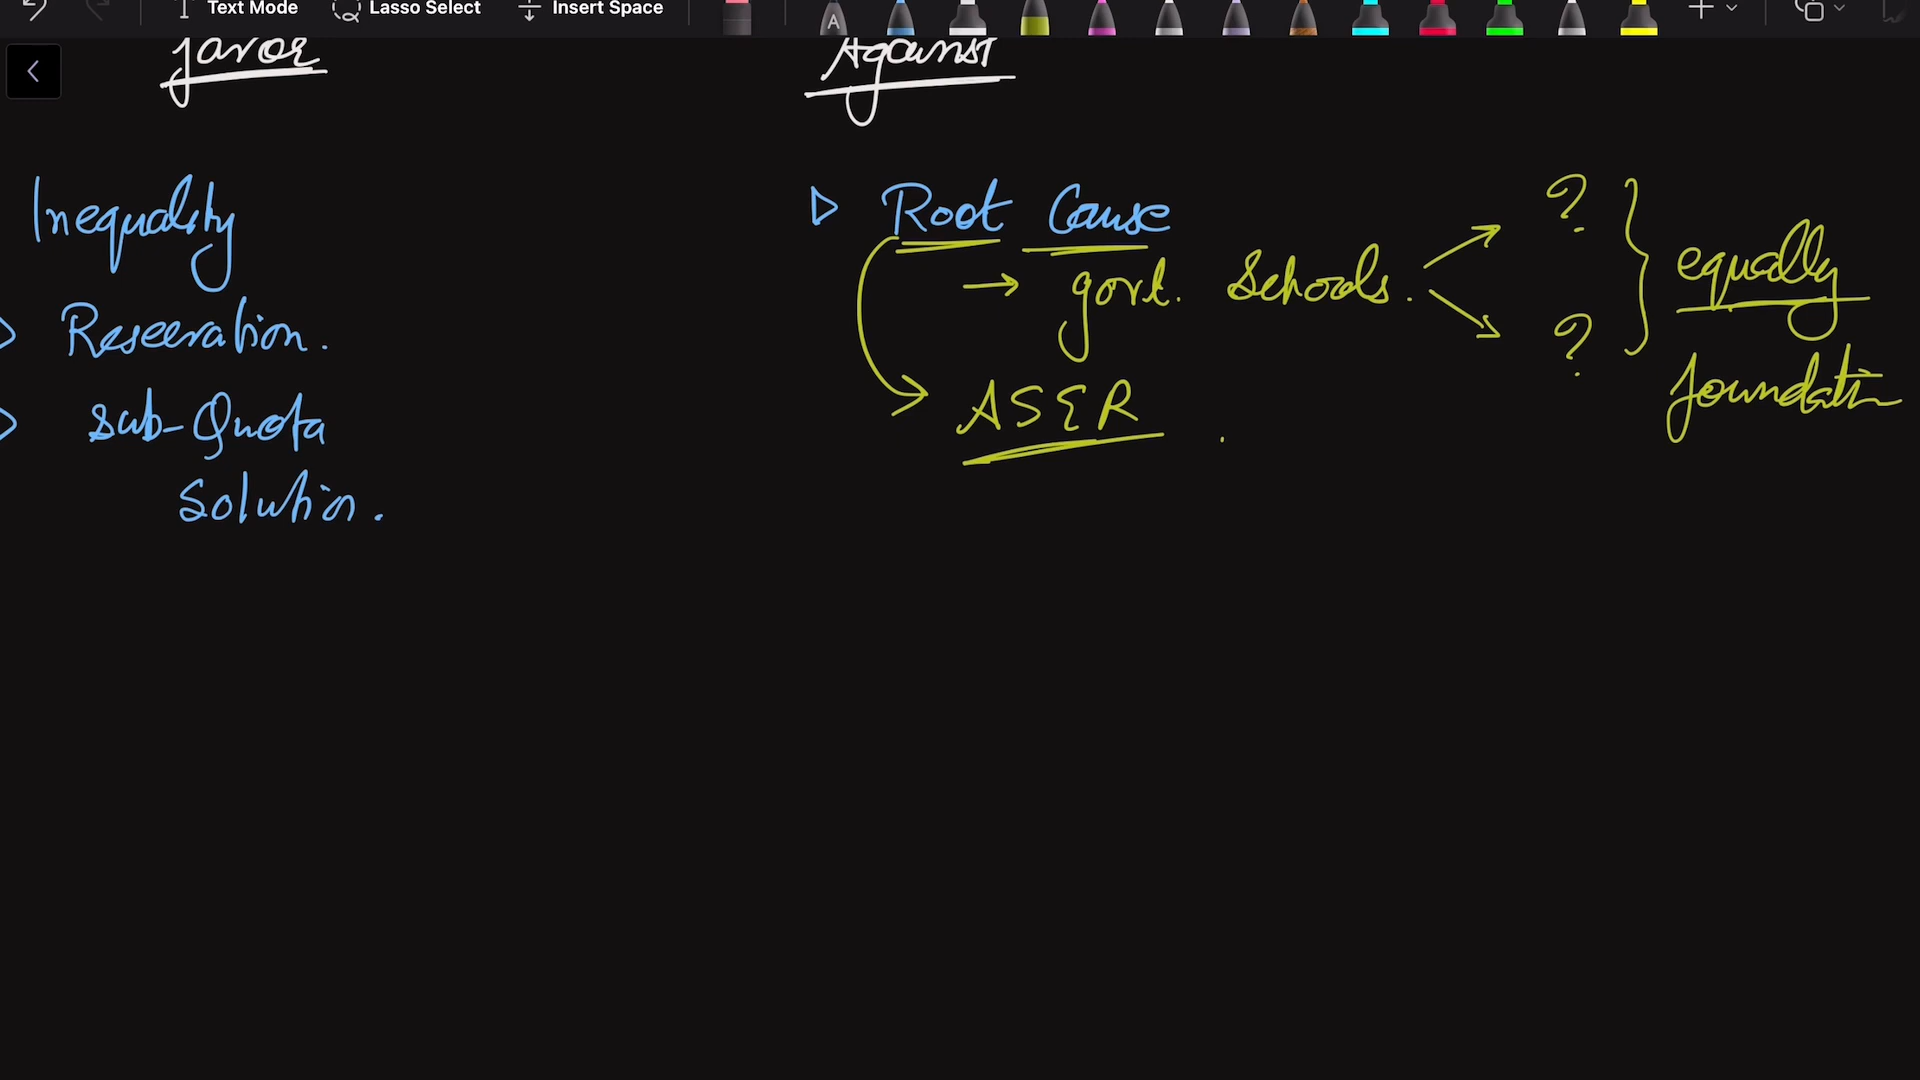 Text Mode Lasso Select Insert Space
A
favor
Against
Inequality
Reservation.
Sub-Quota
Solution.
Root Cause
→ govt. Schools.
ASER
?
?
equally
foundation